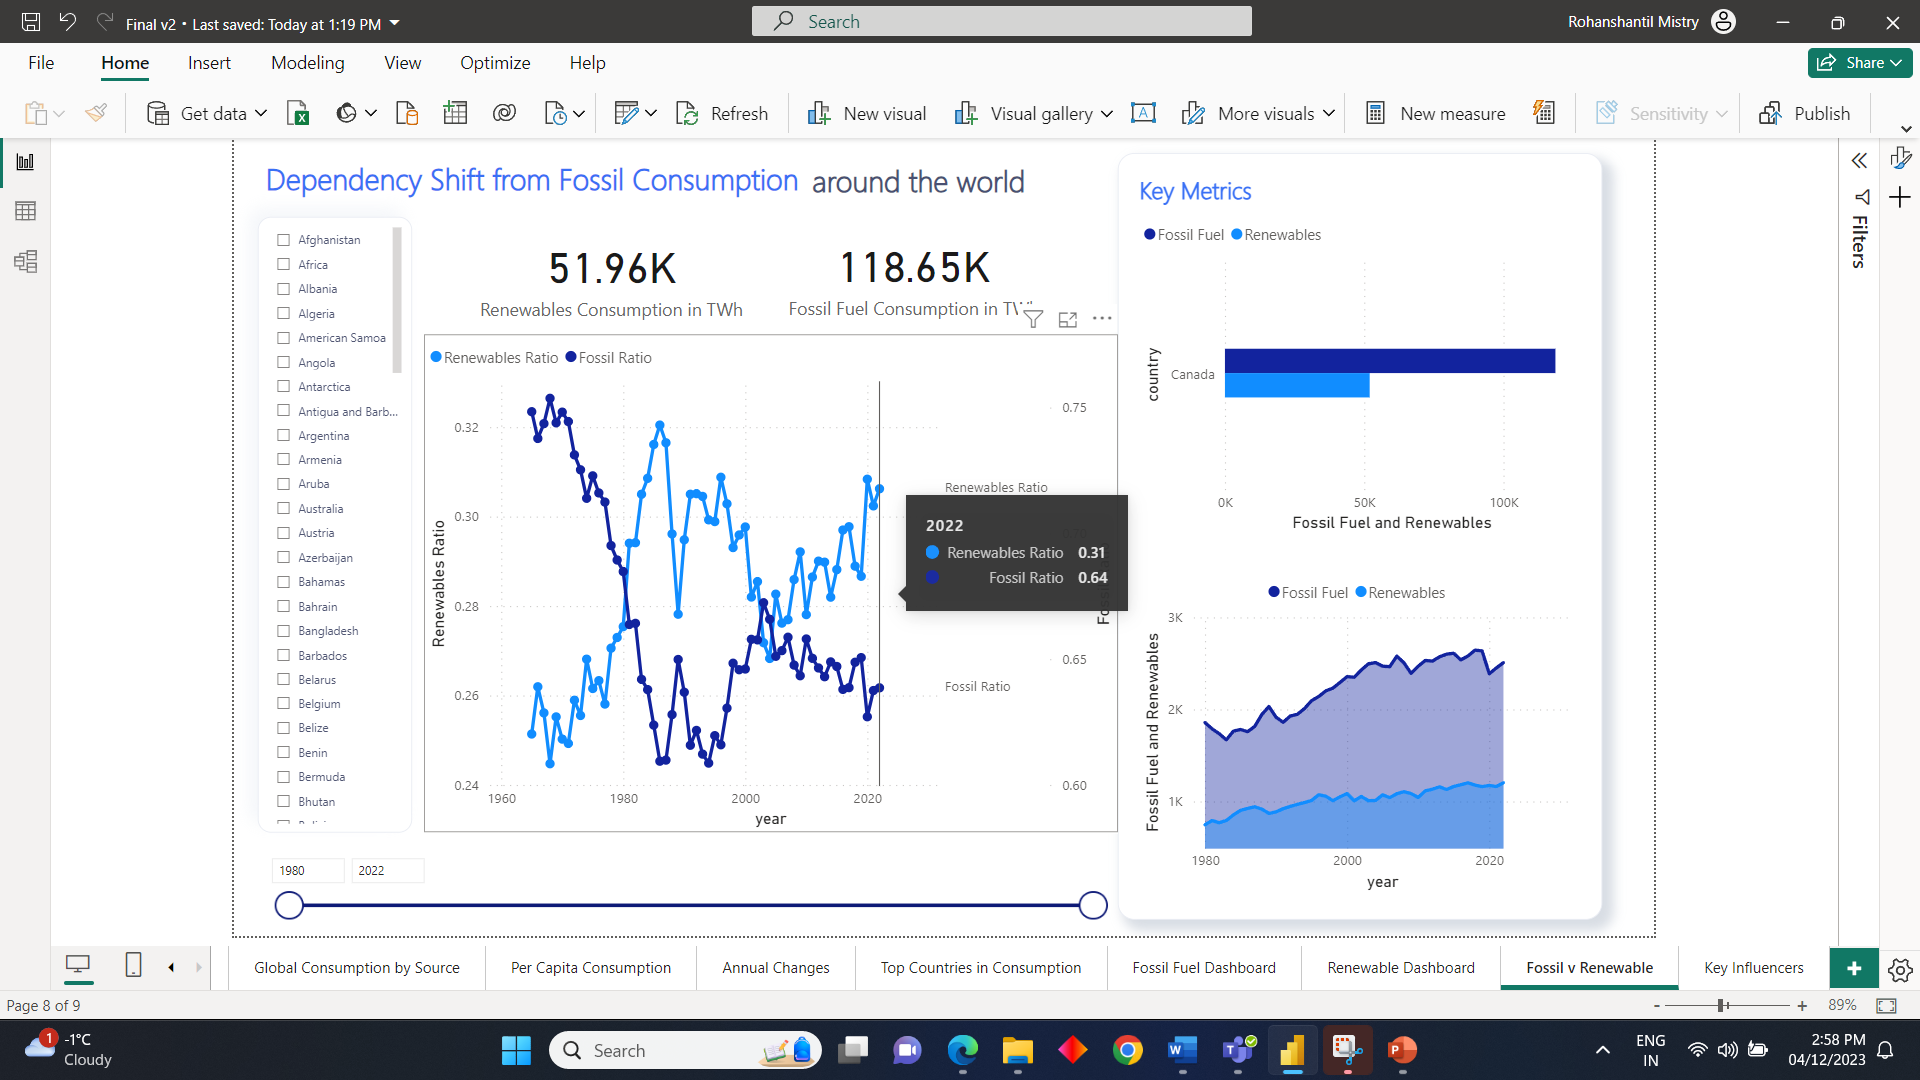 Final v2 • Last saved: Today at 1:19 PM
Search
Rohanshantil Mistry
File
Home
Insert
Modeling
View
Optimize
Help
Share
Get data
Refresh
New visual
Visual gallery
A
More visuals
New measure
Sensitivity
Publish
Dependency Shift from Fossil Consumption around the world
Afghanistan
Africa
Albania
Algeria
American Samoa
Angola
Antarctica
Antigua and Barb...
Argentina
Armenia
Aruba
Australia
Austria
Azerbaijan
Bahamas
Bahrain
Bangladesh
Barbados
Belarus
Belgium
Belize
Benin
Bermuda
Bhutan
51.96K
Renewables Consumption in TWh
118.65K
Fossil Fuel Consumption in
Renewables Ratio Fossil Ratio
Renewables Ratio
0.32
0.30
0.28
0.26
0.24
1960
1980
2000
2020
year
0.75
0.65
0.60
Renewables Ratio
Fossil Ratio
2022
Renewables Ratio 0.31
Fossil Ratio 0.64
1980
2022
Key Metrics
Fossil Fuel Renewables
country
Canada
0K
50K
100K
Fossil Fuel and Renewables
Fossil Fuel Renewables
Fossil Fuel and Renewables
3K
2K
1K
1980
2000
2020
year
Filters
Global Consumption by Source
Per Capita Consumption
Annual Changes
Top Countries in Consumption
Fossil Fuel Dashboard
Renewable Dashboard
Fossil v Renewable
Key Influencers
+
Page 8 of 9
- + 89%
1
-1°C
Cloudy
Search
ENG
IN
2:58 PM
04/12/2023